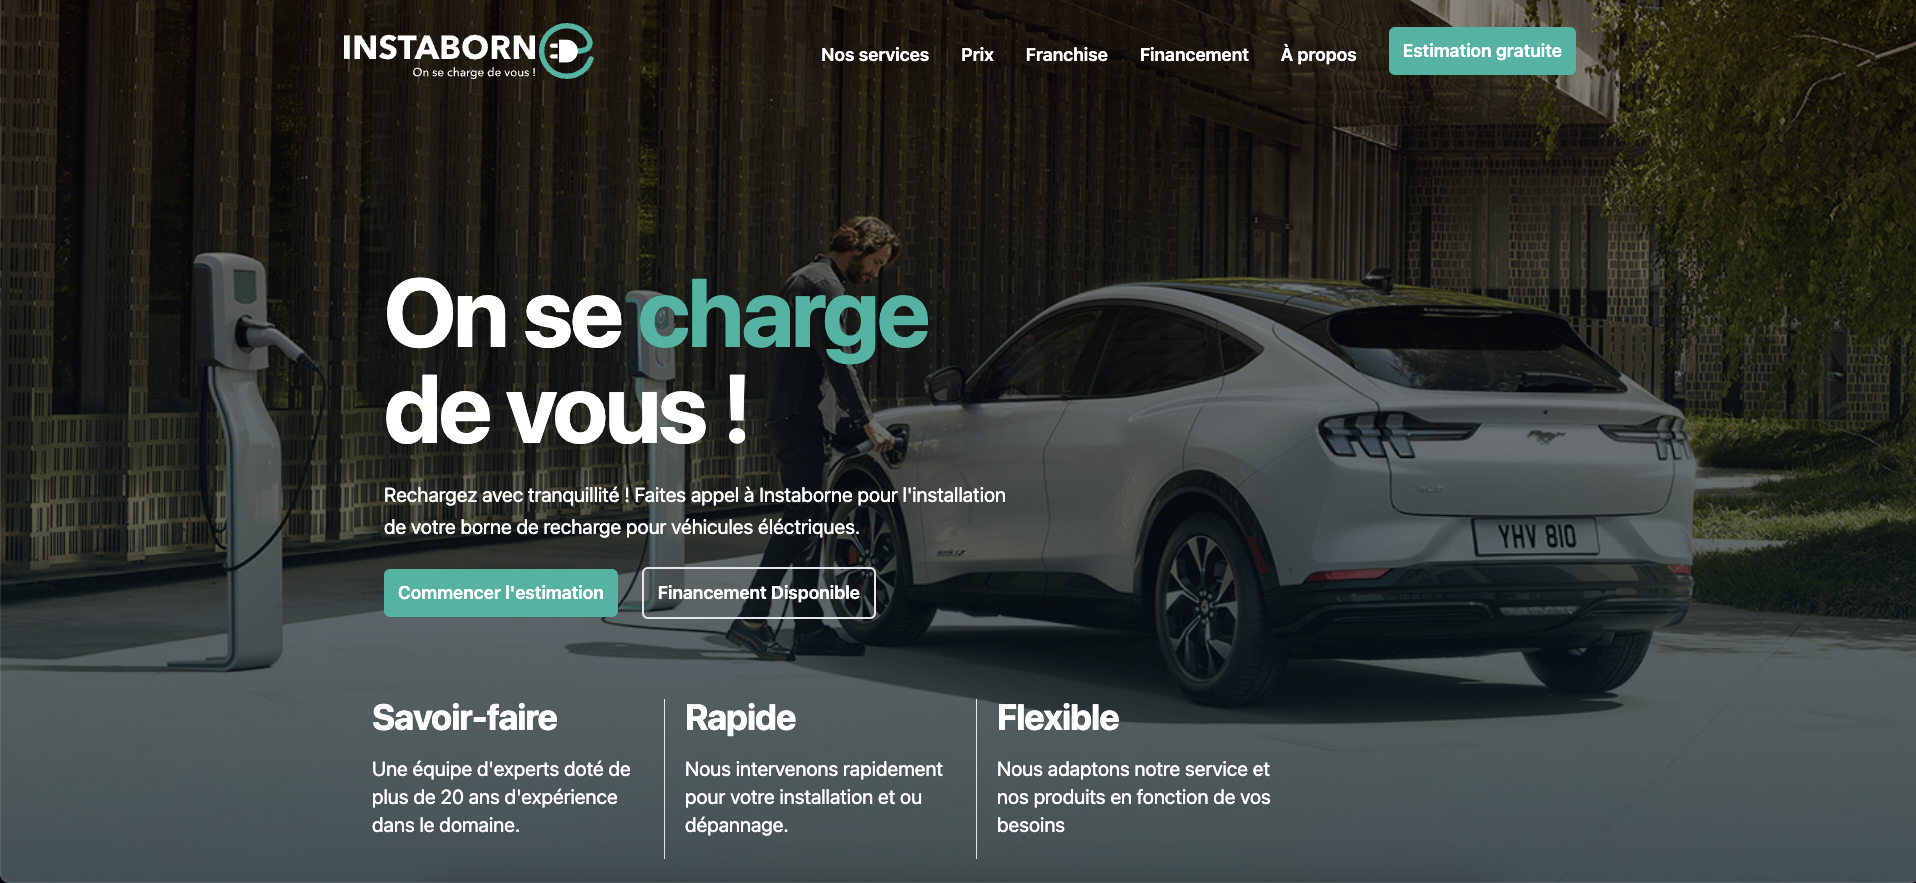 INSTABORNe
On se charge de vous !
Nos services
Prix
Franchise
Financement
À propos
Estimation gratuite
On se charge
de vous !
Rechargez avec tranquillité ! Faites appel à Instaborne pour l'installation
de votre borne de recharge pour véhicules éléctriques.
Commencer l'estimation
Financement Disponible
YHV 810
Savoir-faire
Une équipe d'experts doté de
plus de 20 ans d'expérience
dans le domaine.
Rapide
Nous intervenons rapidement
pour votre installation et ou
dépannage.
Flexible
Nous adaptons notre service et
nos produits en fonction de vos
besoins